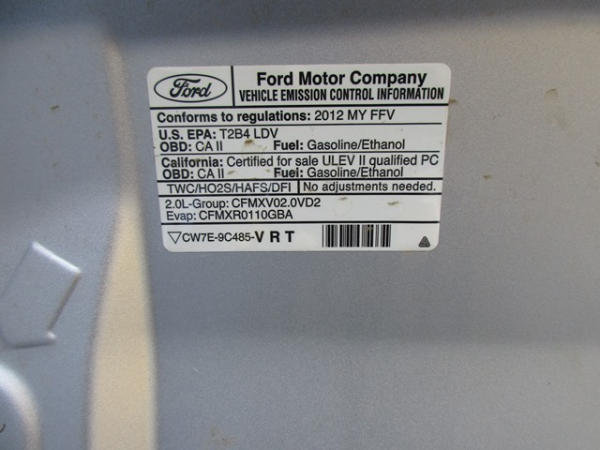 Ford
Ford Motor Company
VEHICLE EMISSION CONTROL INFORMATION
Conforms to regulations: 2012 MY FFV
U.S. EPA: T2B4 LDV
OBD: CA II Fuel: Gasoline/Ethanol
California: Certified for sale ULEV II qualified PC
OBD: CA II Fuel: Gasoline/Ethanol
TWC/HO2S/HAFS/DFI No adjustments needed.
2.0L-Group: CFMXV02.0VD2
Evap: CFMXR0110GBA
CW7E-9C485-V R T